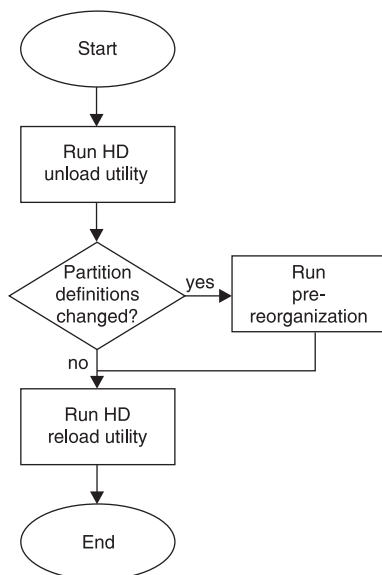 Start
Run HD
unload utility
Partition
definitions
changed?
yes
Run
pre-
reorganization
no
Run HD
reload utility
End